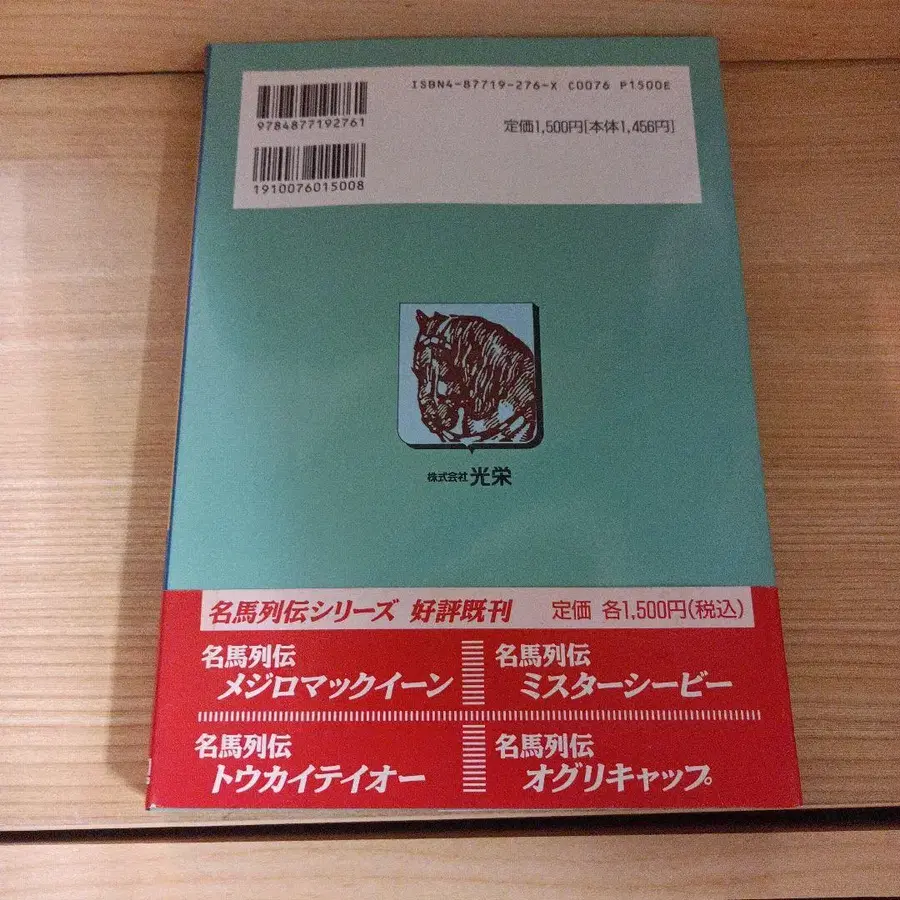 ISBN4-87719-276-X C0076 P1500E
9784877192761
定価1,500円[本体1,456円]
1910076015008
株式会社 光栄
名馬列伝シリーズ 好評既刊 定価 各1,500円(税込)
名馬列伝
メジロマックイーン
名馬列伝
ミスターシービー
名馬列伝
トウカイテイオー
名馬列伝
オグリキャップ